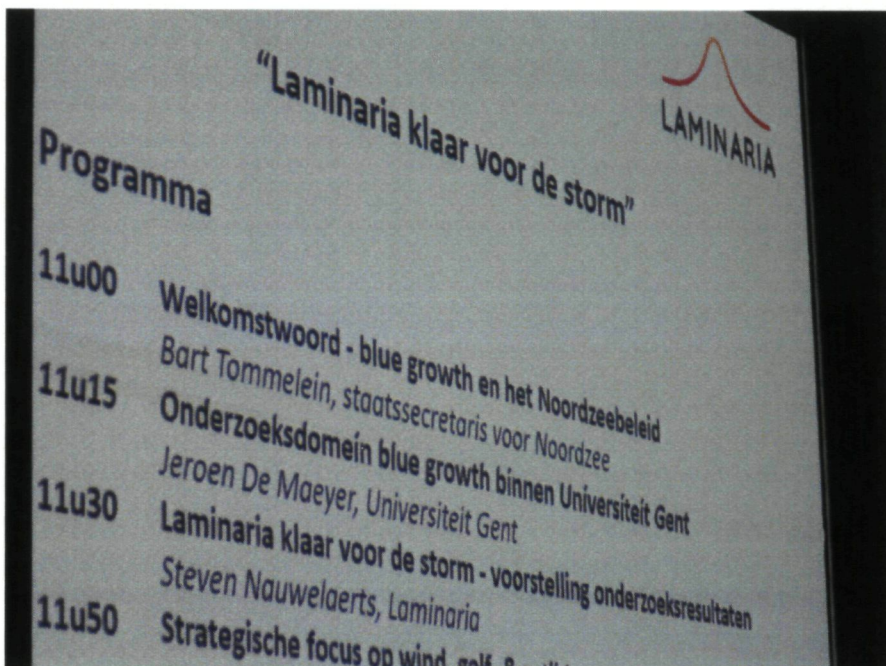 "Laminaria klaar voor de storm"
LAMINARIA
Programma
11u00 Welkomstwoord - blue growth en het Noordzeebeleid
Bart Tommelein, staatssecretaris voor Noordzee
11u15 Onderzoeksdomein blue growth binnen Universiteit Gent
Jeroen De Maeyer, Universiteit Gent
11u30 Laminaria klaar voor de storm - voorstelling onderzoeksresultaten
Steven Nauwelaerts, Laminaria
11u50 Strategische focus op wind, golf